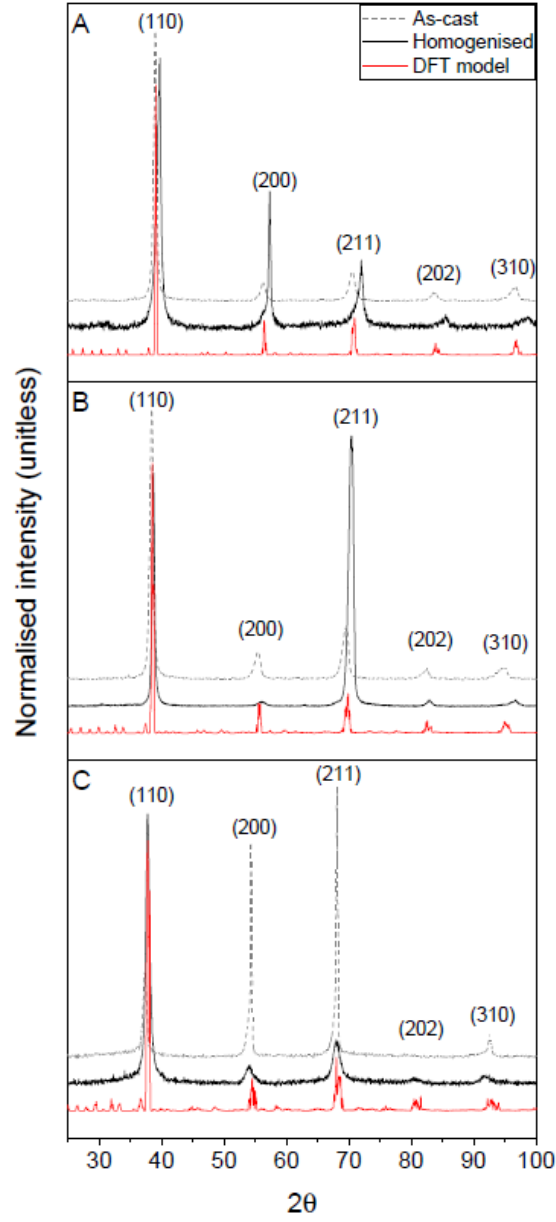 A
(110)
As-cast
Homogenised
DFT model
(200)
(211)
(202)
(310)
B
(110)
(211)
(200)
(202)
(310)
C
(110)
(200)
(211)
(202)
(310)
30 40 50 60 70 80 90 100
2θ
Normalised intensity (unitless)